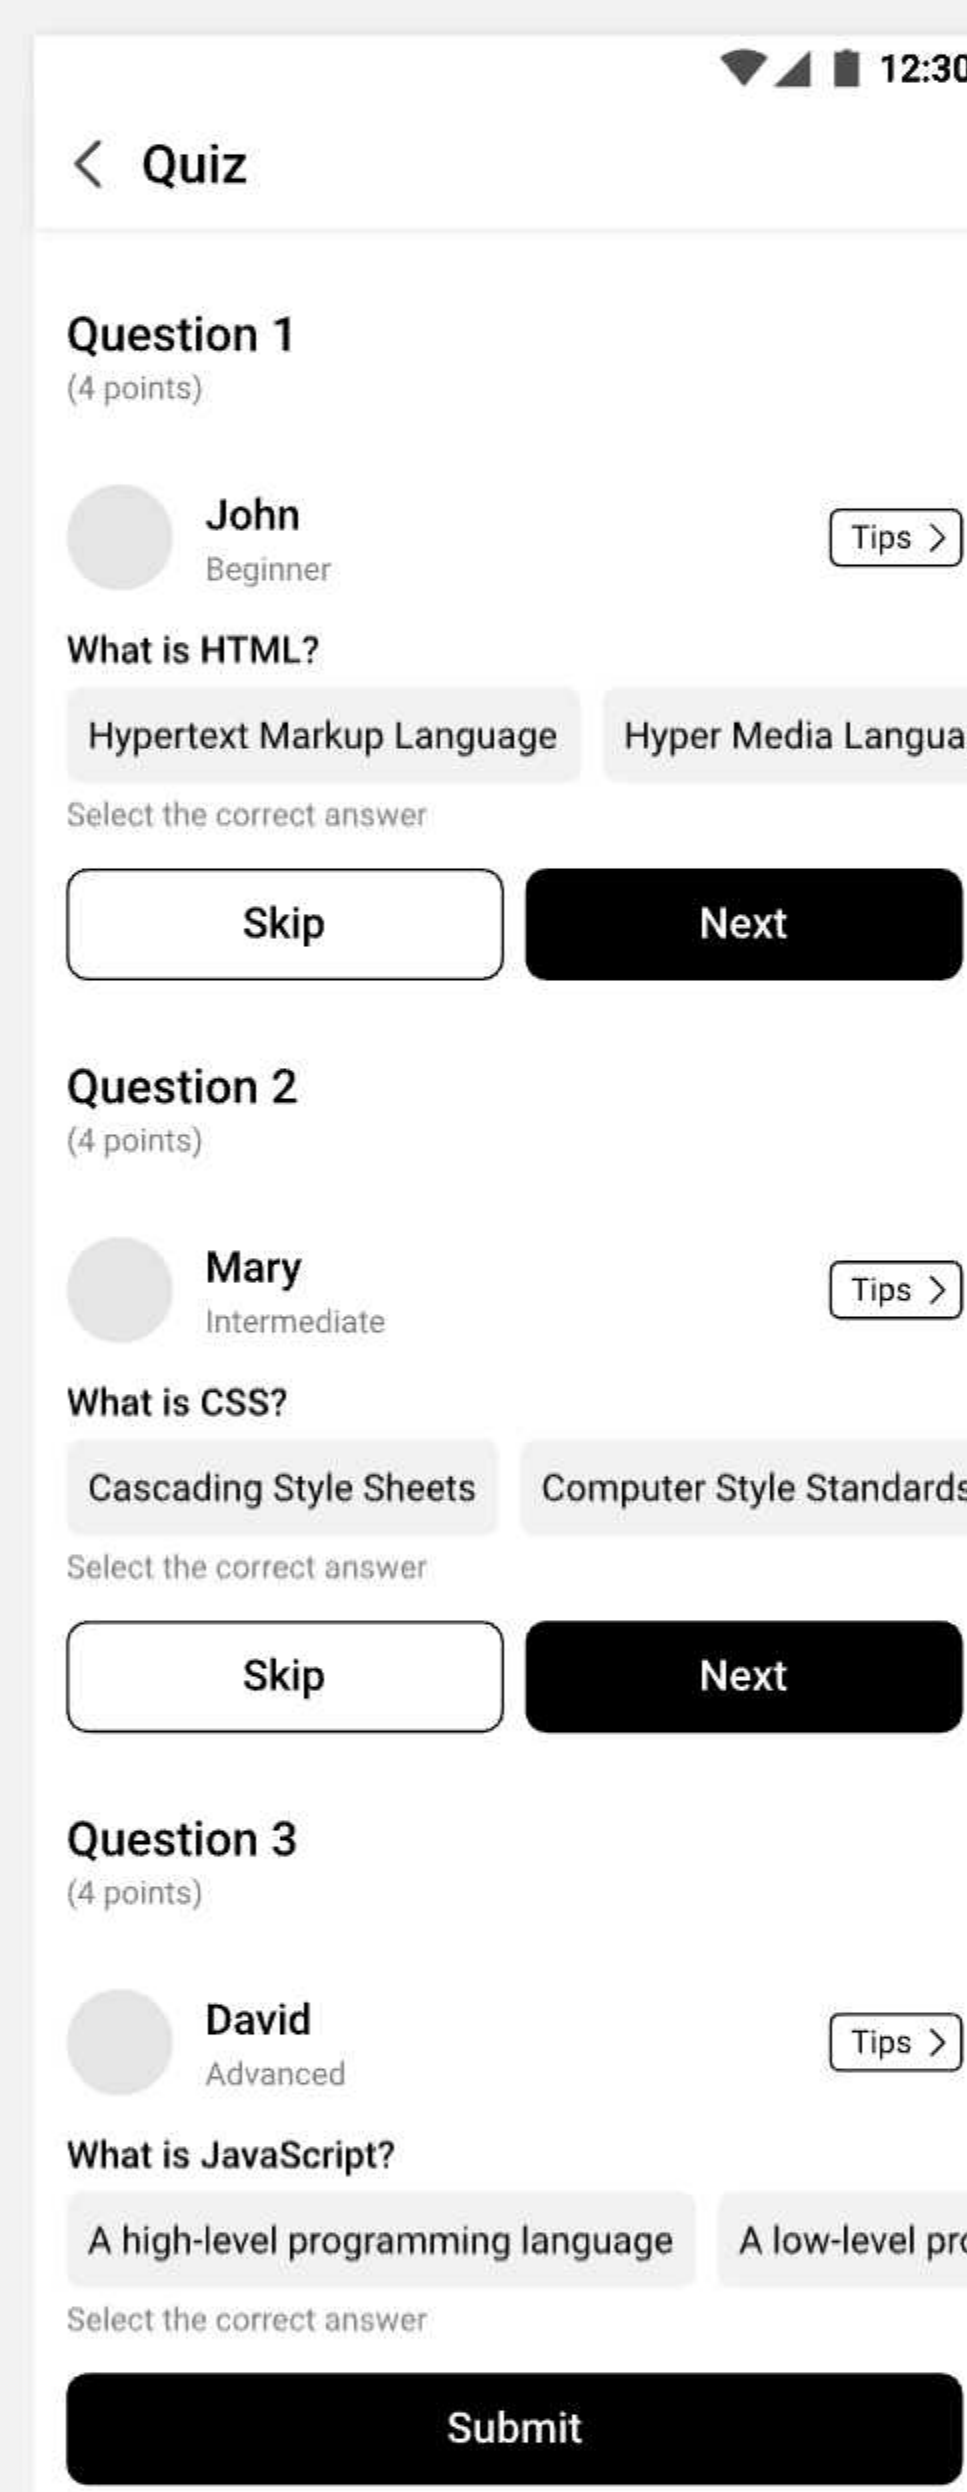 12:30
Quiz
Question 1
(4 points)
John
Beginner
Tips
What is HTML?
Hypertext Markup Language Hyper Media
Select the correct answer
Skip Next
Question 2
(4 points)
Mary
Intermediate
Tips
What is CSS?
Cascading Style Sheets Computer Style Standards
Select the correct answer
Skip Next
Question 3
(4 points)
David
Advanced
Tips
What is JavaScript?
A high-level programming language A low-level
Select the correct answer
Submit